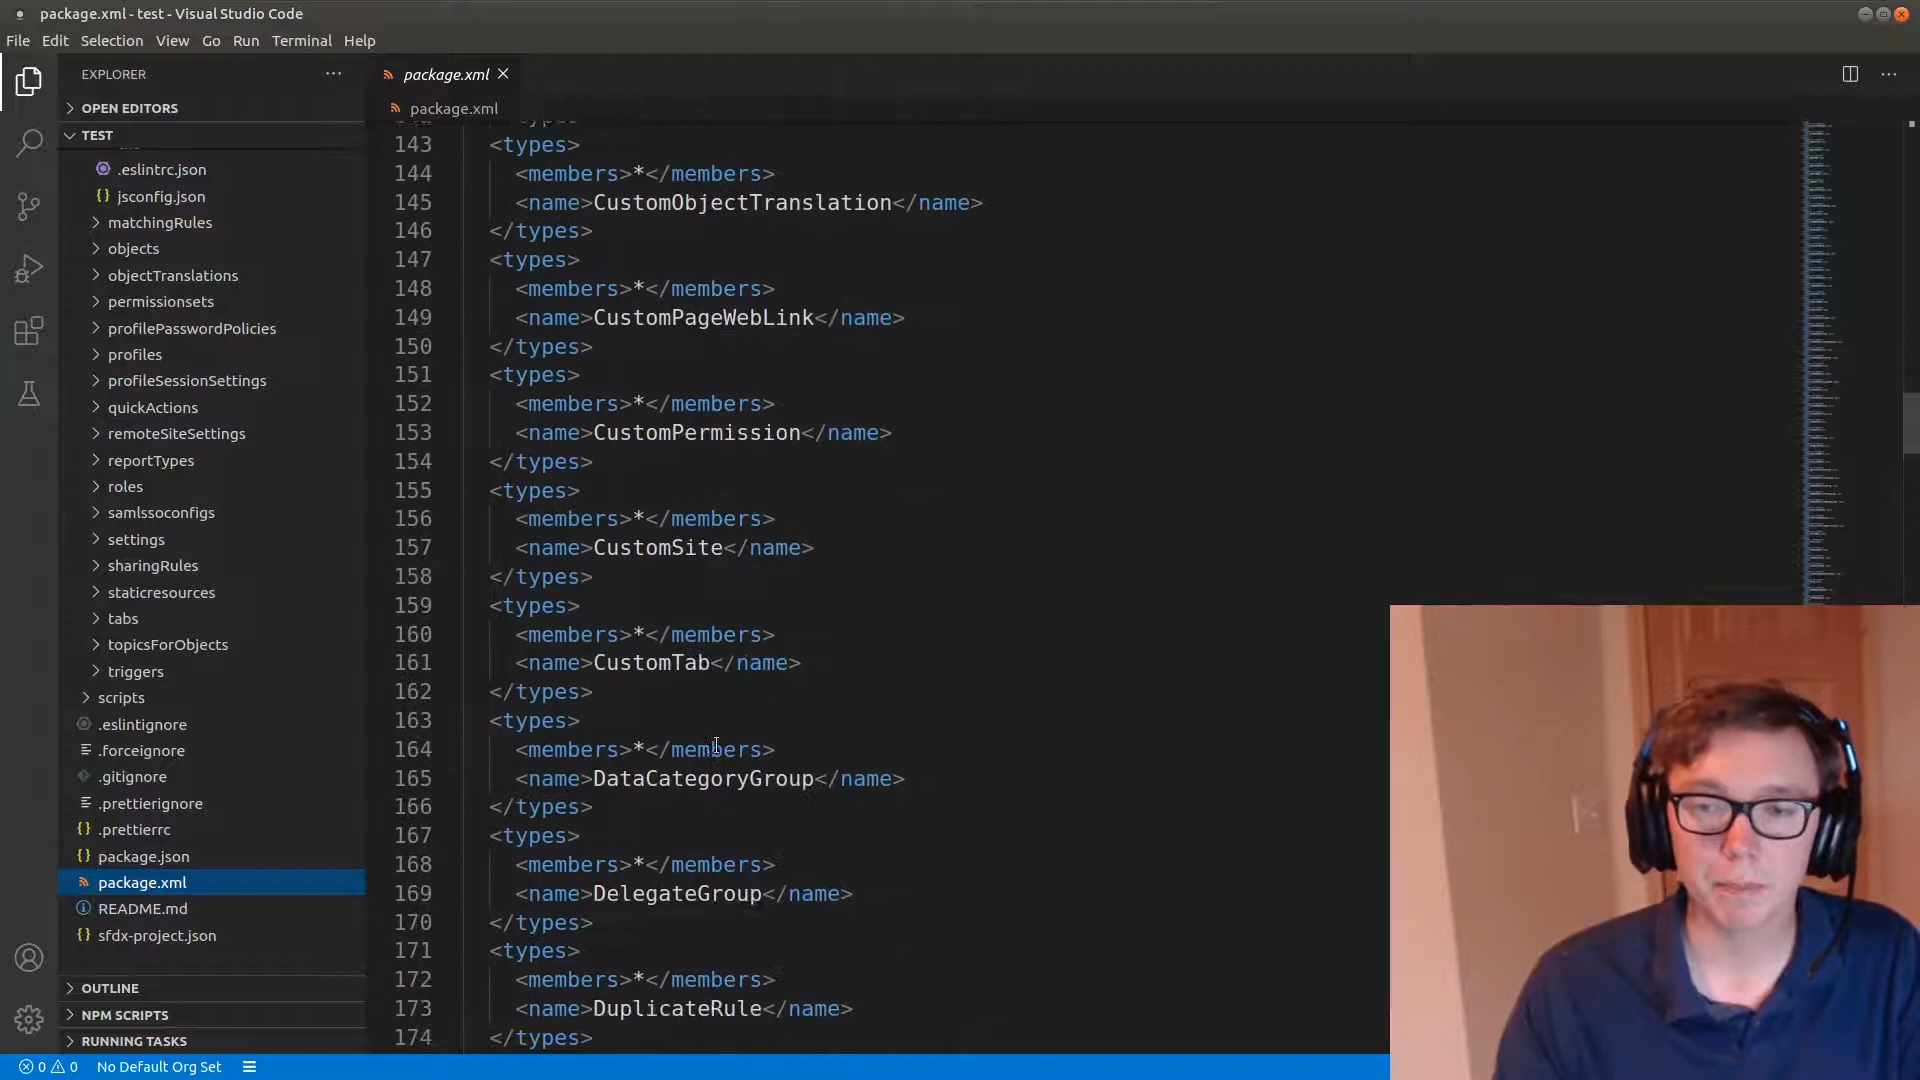 package.xml - test - Visual Studio Code
File Edit Selection View Go Run Terminal Help
EXPLORER
OPEN EDITORS
TEST
.eslintrc.json
jsconfig.json
matchingRules
objects
objectTranslations
permissionsets
profilePasswordPolicies
profiles
profileSessionSettings
quickActions
remoteSiteSettings
reportTypes
roles
samlssoconfigs
settings
sharingRules
staticresources
tabs
topicsForObjects
triggers
scripts
.eslintignore
.forceignore
.gitignore
.prettierignore
.prettierrc
package.json
package.xml
README.md
sfdx-project.json
OUTLINE
NPM SCRIPTS
RUNNING TASKS
package.xml
package.xml
143 <types>
144 <members>*</members>
145 <name>CustomObjectTranslation</name>
146 </types>
147 <types>
148 <members>*</members>
149 <name>CustomPageWebLink</name>
150 </types>
151 <types>
152 <members>*</members>
153 <name>CustomPermission</name>
154 </types>
155 <types>
156 <members>*</members>
157 <name>CustomSite</name>
158 </types>
159 <types>
160 <members>*</members>
161 <name>CustomTab</name>
162 </types>
163 <types>
164 <members>*</members>
165 <name>DataCategoryGroup</name>
166 </types>
167 <types>
168 <members>*</members>
169 <name>DelegateGroup</name>
170 </types>
171 <types>
172 <members>*</members>
173 <name>DuplicateRule</name>
174 </types>
0 0 No Default Org Set